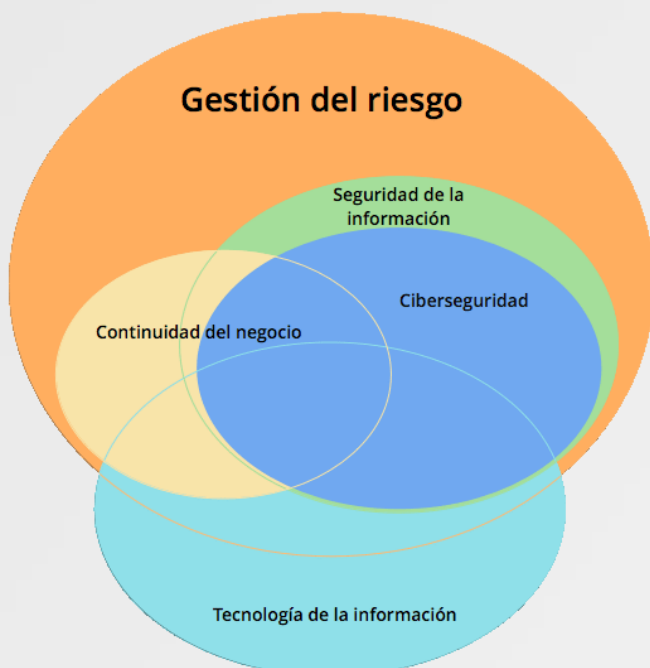 Gestión del riesgo
Seguridad de la
información
Ciberseguridad
Continuidad del negocio
Tecnología de la información